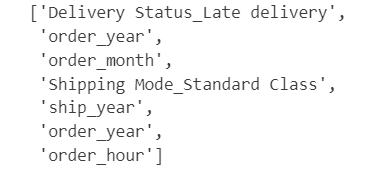 ['Delivery Status_Late delivery',
'order_year',
'order_month',
'Shipping Mode_Standard Class',
'ship_year',
'order_year',
'order_hour']